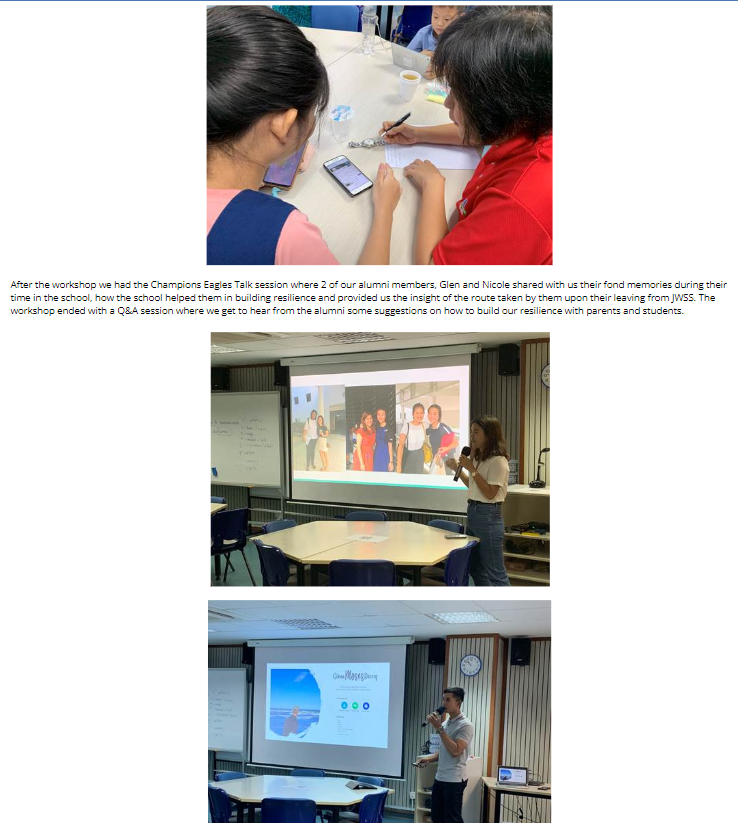 After the workshop we had the Champions Eagles Talk session where 2 of our alumni members, Glen and Nicole shared with us their fond memories during their
time in the school, how the school helped them in building resilience and provided us the insight of the route taken by them upon their leaving from JWSS. The
workshop ended with a Q&A session where we get to hear from the alumni some suggestions on how to build our resilience with parents and students.